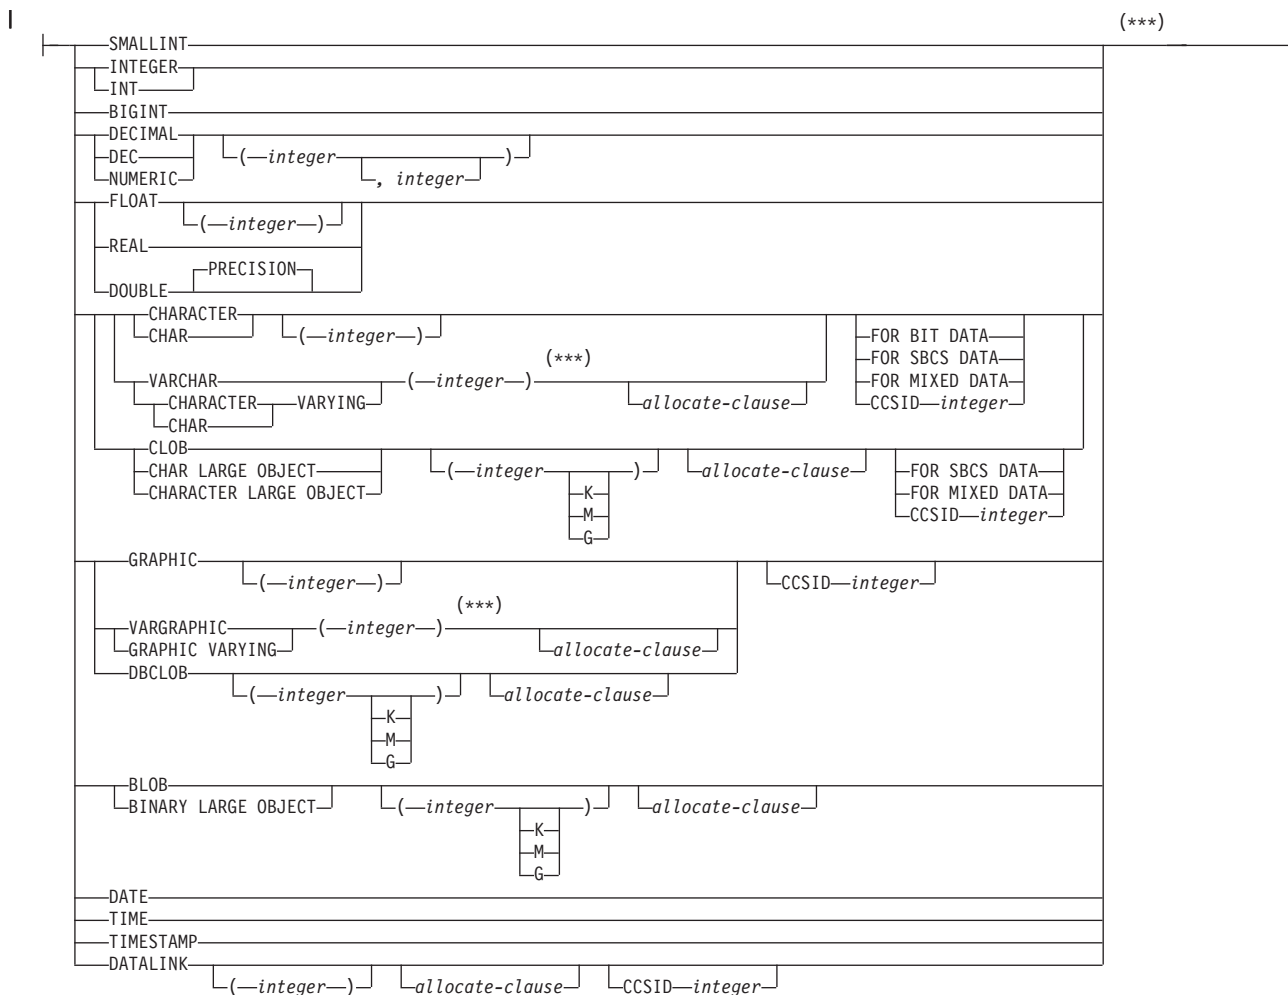 (***)
SMALLINT
INTEGER
INT
BIGINT
DECIMAL
DEC ( integer )
NUMERIC , integer
FLOAT
( integer )
REAL
PRECISION
DOUBLE
CHARACTER
CHAR ( integer ) FOR BIT DATA
(***) FOR SBCS DATA
VARCHAR ( integer ) FOR MIXED DATA
CHARACTER VARYING allocate-clause CCSID integer
CHAR
CLOB
CHAR LARGE OBJECT ( integer ) allocate-clause FOR SBCS DATA
CHARACTER LARGE OBJECT K FOR MIXED DATA
M CCSID integer
G
GRAPHIC
( integer ) CCSID integer
(***)
VARGRAPHIC ( integer )
GRAPHIC VARYING allocate-clause
DBCLOB
( integer ) allocate-clause
K
M
G
BLOB
BINARY LARGE OBJECT ( integer ) allocate-clause
K
M
G
DATE
TIME
TIMESTAMP
DATALINK
( integer ) allocate-clause CCSID integer